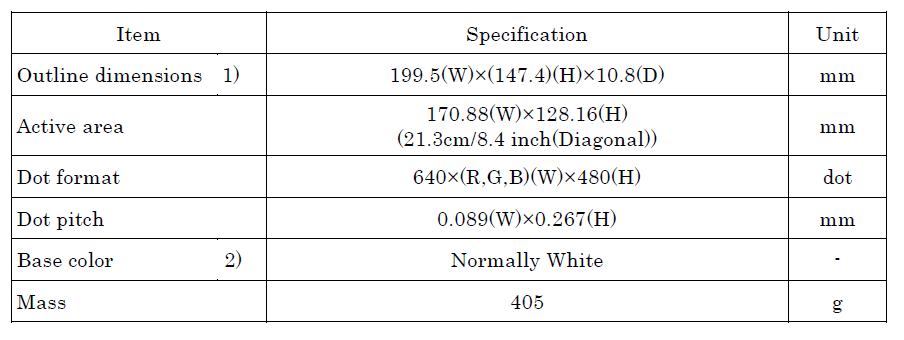 Item Specification Unit
Outline dimensions 1) 199.5(W)×(147.4)(H)×10.8(D) mm
Active area 170.88(W)×128.16(H)
(21.3cm/8.4 inch(Diagonal)) mm
Dot format 640×(R,G,B)(W)×480(H) dot
Dot pitch 0.089(W)×0.267(H) mm
Base color 2) Normally White -
Mass 405 g